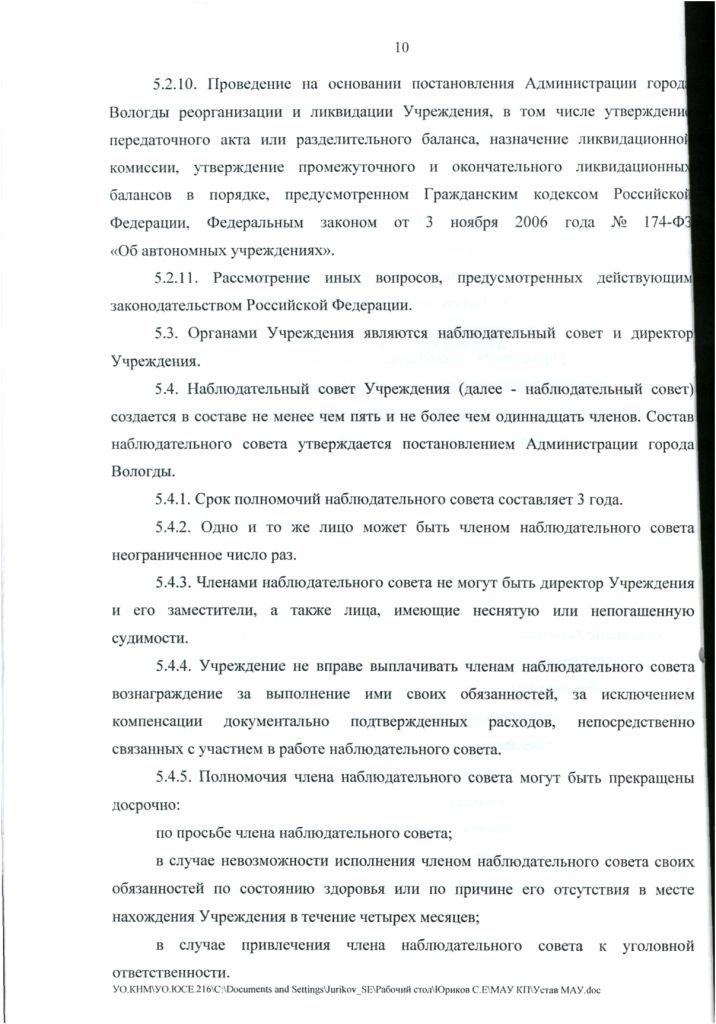 10
5.2.10. Проведение на основании постановления Администрации города
Вологды реорганизации и ликвидации Учреждения, в том числе утверждение
передаточного акта или разделительного баланса, назначение ликвидационной
комиссии, утверждение промежуточного и окончательного ликвидационных
балансов в порядке, предусмотренном Гражданским кодексом Российской
Федерации, Федеральным законом от 3 ноября 2006 года № 174-ФЗ
«Об автономных учреждениях».
5.2.11. Рассмотрение иных вопросов, предусмотренных действующим
законодательством Российской Федерации.
5.3. Органами Учреждения являются наблюдательный совет и директор
Учреждения.
5.4. Наблюдательный совет Учреждения (далее - наблюдательный совет)
создается в составе не менее чем пять и не более чем одиннадцать членов. Состав
наблюдательного совета утверждается постановлением Администрации города
Вологды.
5.4.1. Срок полномочий наблюдательного совета составляет 3 года.
5.4.2. Одно и то же лицо может быть членом наблюдательного совета
неограниченное число раз.
5.4.3. Членами наблюдательного совета не могут быть директор Учреждения
и его заместители, а также лица, имеющие неснятую или непогашенную
судимости.
5.4.4. Учреждение не вправе выплачивать членам наблюдательного совета
вознаграждение за выполнение ими своих обязанностей, за исключением
компенсации документально подтвержденных расходов, непосредственно
связанных с участием в работе наблюдательного совета.
5.4.5. Полномочия члена наблюдательного совета могут быть прекращены
досрочно:
по просьбе члена наблюдательного совета;
в случае невозможности исполнения членом наблюдательного совета своих
обязанностей по состоянию здоровья или по причине его отсутствия в месте
нахождения Учреждения в течение четырех месяцев;
в случае привлечения члена наблюдательного совета к уголовной
ответственности.
УО.КНМ\УО.ЮСЕ 216\C:\Documents and Settings\Jurikov_SE\Рабочий стол\Юриков С.Е\МАУ КП\Устав МАУ.doc